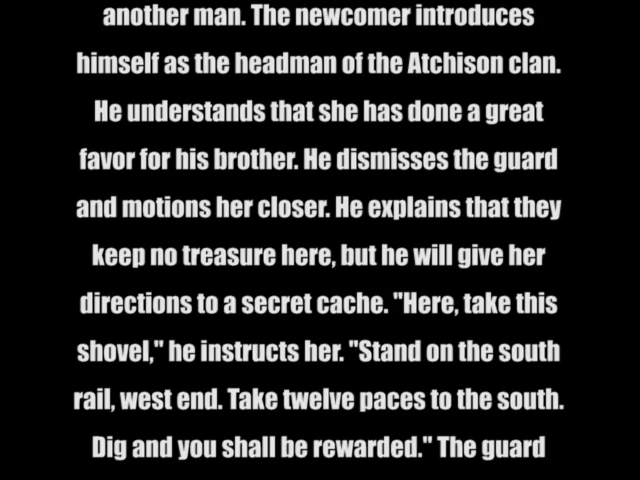 another man. The newcomer introduces
himself as the headman of the Atchison clan.
He understands that she has done a great
favor for his brother. He dismisses the guard
and motions her closer. He explains that they
keep no treasure here, but he will give her
directions to a secret cache. "Here, take this
shovel," he instructs her. "Stand on the south
rail, west end. Take twelve paces to the south.
Dig and you shall be rewarded." The guard